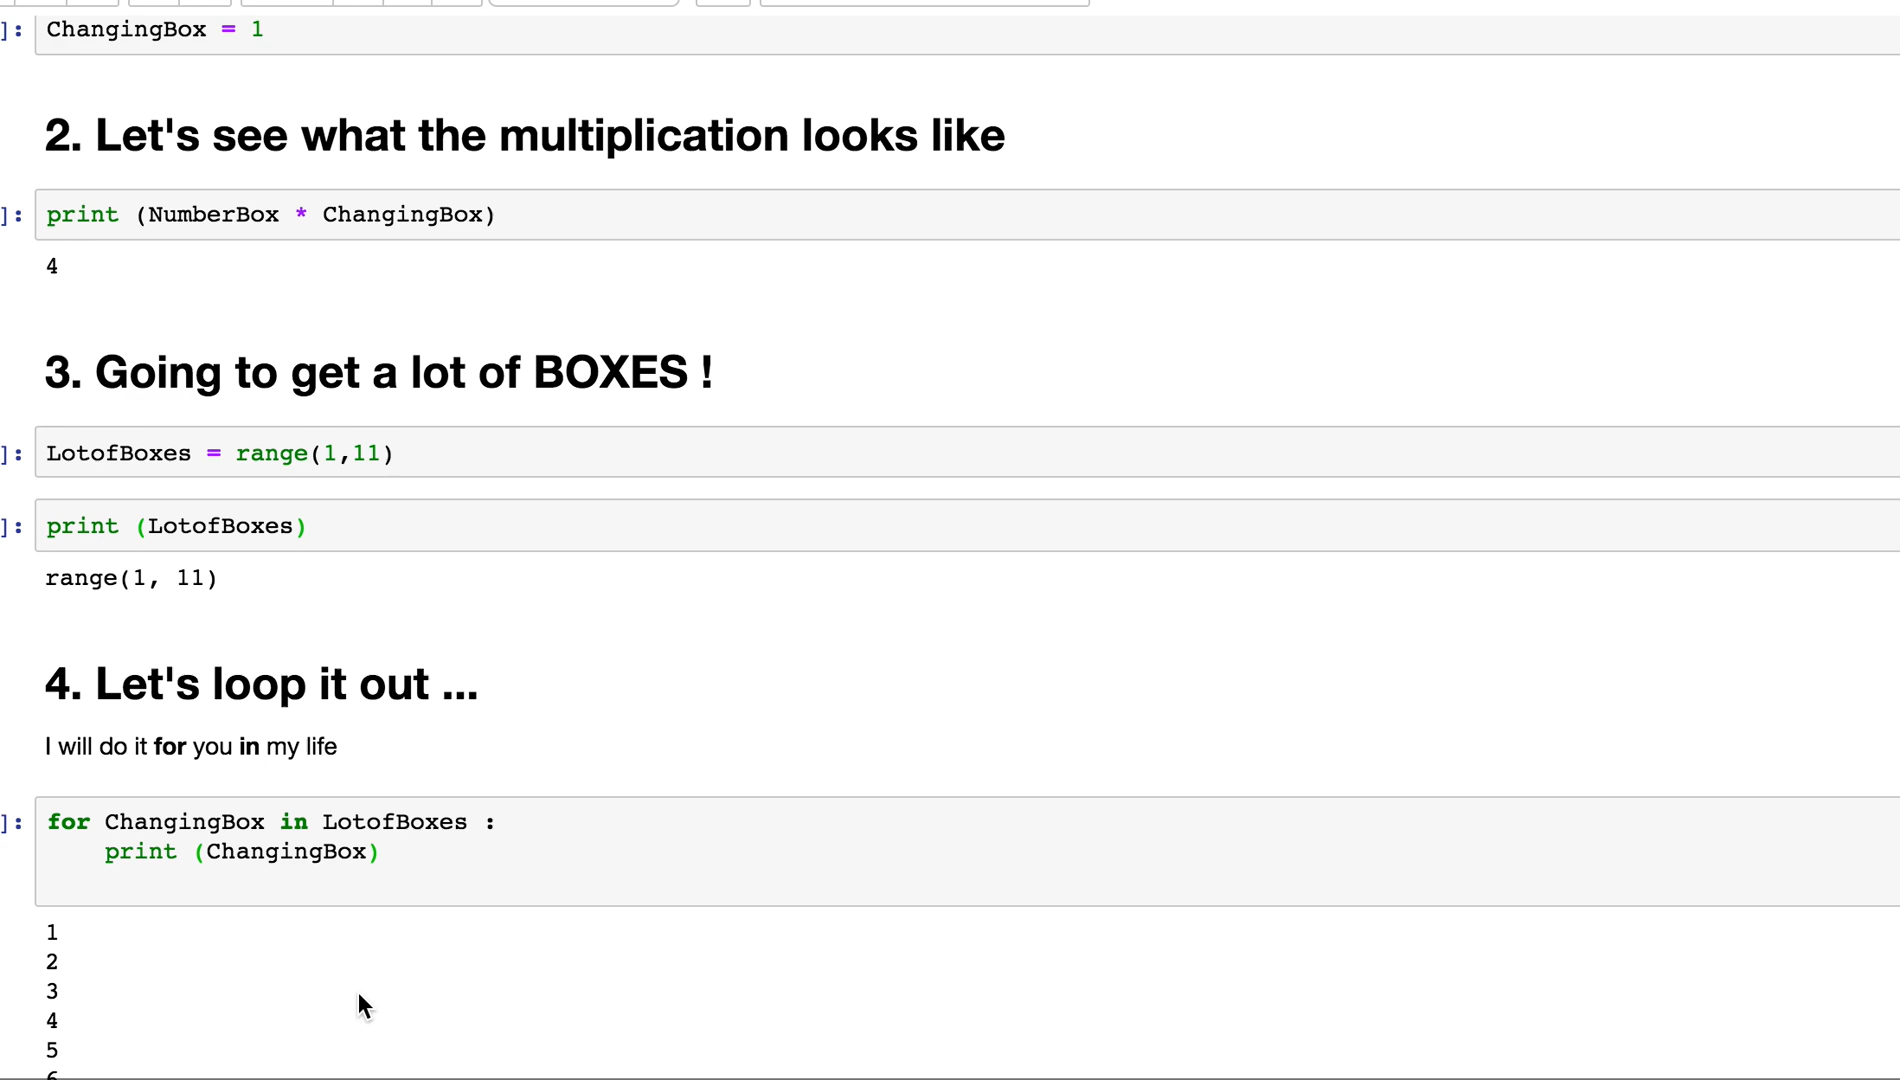 ]: ChangingBox = 1
2. Let's see what the multiplication looks like
]: print (NumberBox * ChangingBox)
4
3. Going to get a lot of BOXES !
]: LotofBoxes = range(1,11)
]: print (LotofBoxes)
range(1, 11)
4. Let's loop it out ...
I will do it for you in my life
]: for ChangingBox in LotofBoxes :
print (ChangingBox)
1
2
3
4
5
6